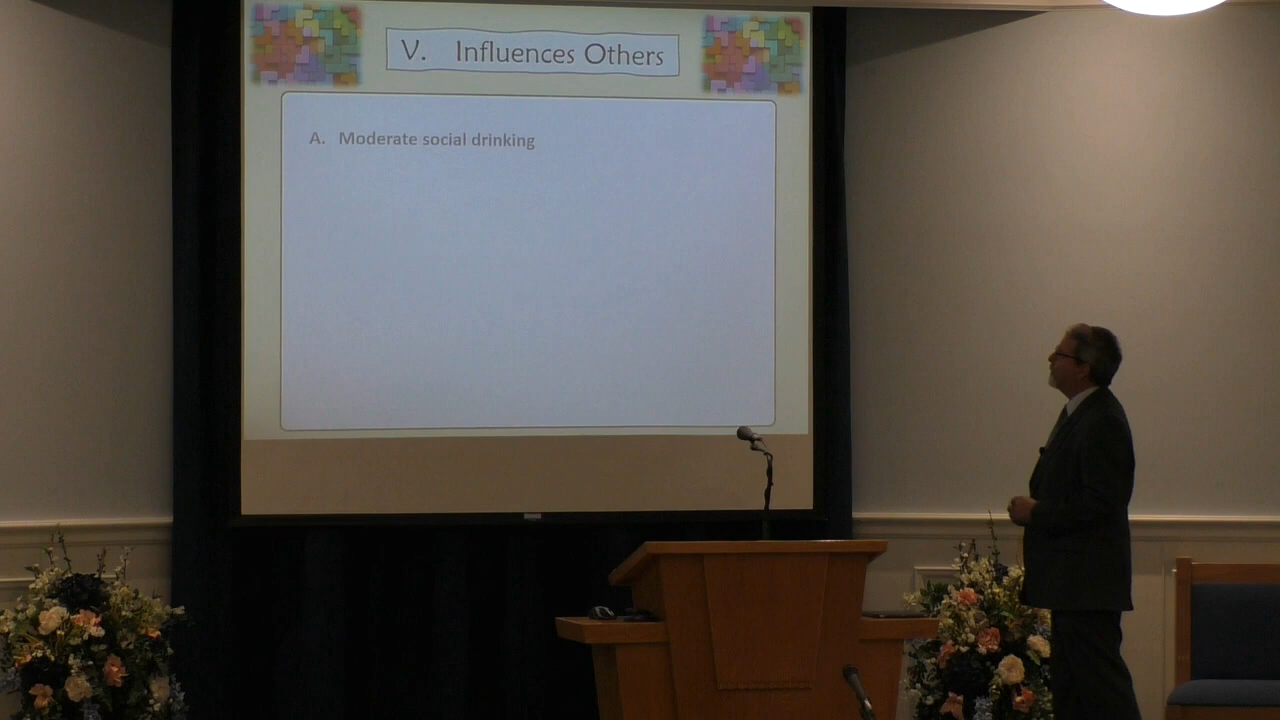 V. Influences Others
A. Moderate social drinking